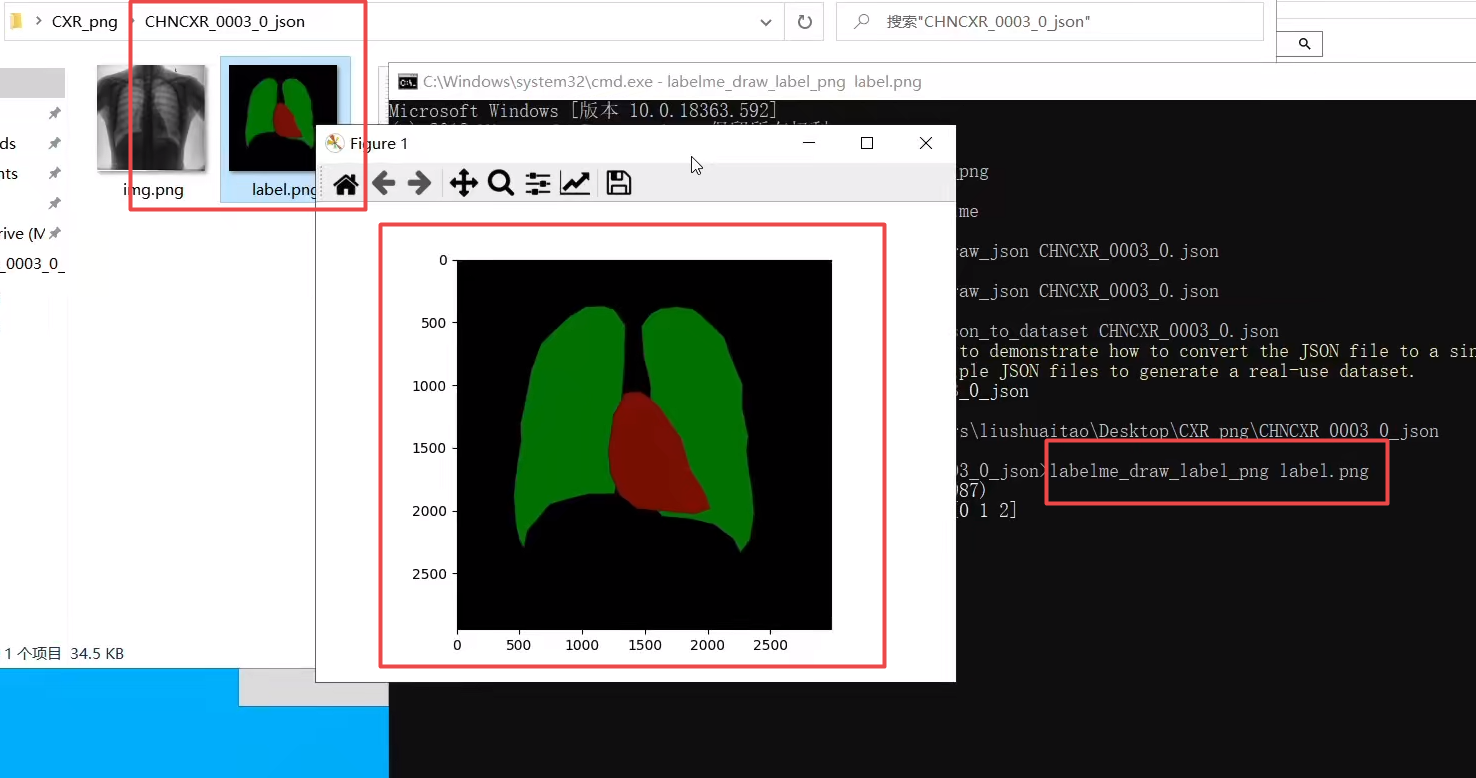 CXR_png > CHNCXR_0003_0_json
搜索"CHNCXR_0003_0_json"
C:\Windows\system32\cmd.exe - labelme_draw_label_png label.png
Microsoft Windows [版本 10.0.18363.592]
Figure 1
ds
nts
rive (M
_0003_0_
img.png
label.png
png
me
aw_json CHNCXR_0003_0.json
aw_json CHNCXR_0003_0.json
son_to_dataset CHNCXR_0003_0.json
to demonstrate how to convert the JSON file to a sin
ple JSON files to generate a real-use dataset.
_0_json
rs\liushuaitao\Desktop\CXR_png\CHNCXR_0003_0_json
03_0_json>labelme_draw_label_png label.png
987)
[0 1 2]
0
500
1000
1500
2000
2500
0 500 1000 1500 2000 2500
1 个项目 34.5 KB